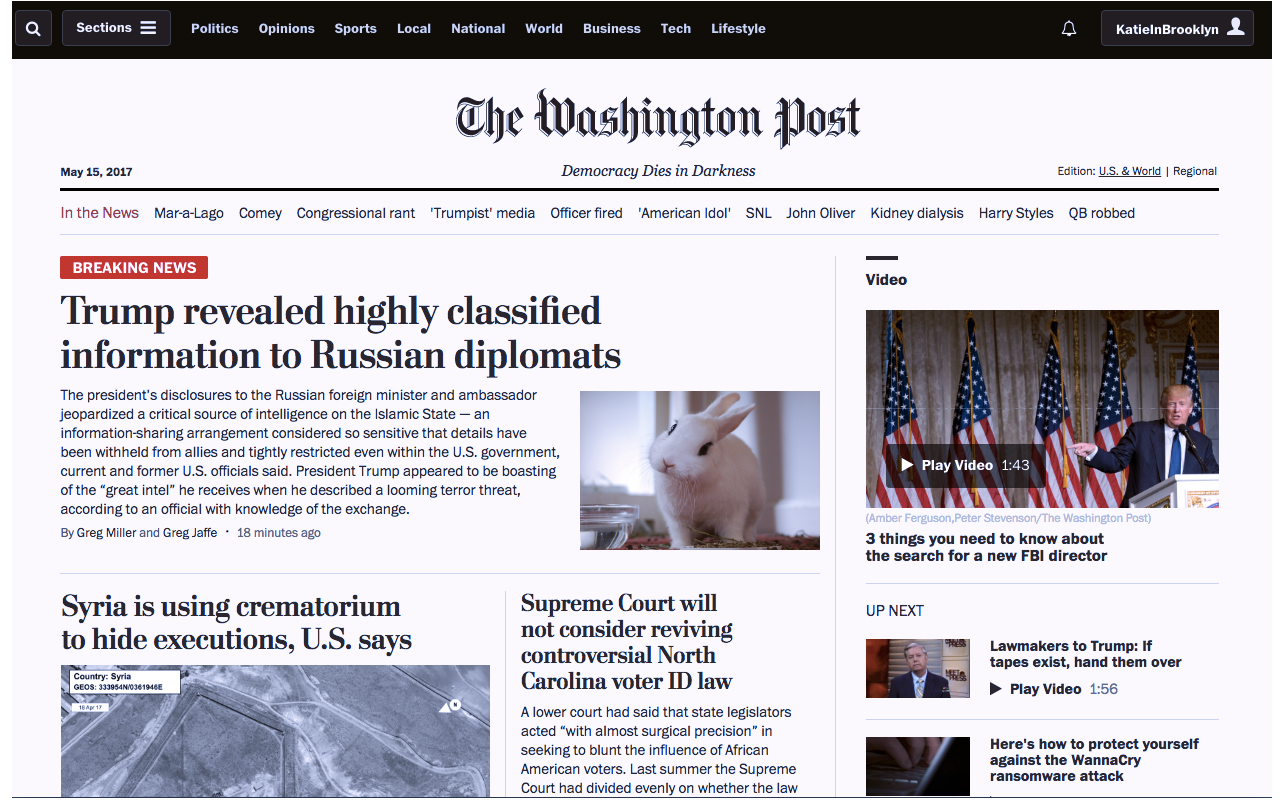 Sections
Politics
Opinions
Sports
Local
National
World
Business
Tech
Lifestyle
KatieInBrooklyn
The Washington Post
May 15, 2017
Democracy Dies in Darkness
Edition: U.S. & World | Regional
In the News Mar-a-Lago Comey Congressional rant 'Trumpist' media Officer fired 'American Idol' SNL John Oliver Kidney dialysis Harry Styles QB robbed
BREAKING NEWS
Trump revealed highly classified
information to Russian diplomats
The president's disclosures to the Russian foreign minister and ambassador
jeopardized a critical source of intelligence on the Islamic State — an
information-sharing arrangement considered so sensitive that details have
been withheld from allies and tightly restricted even within the U.S. government,
current and former U.S. officials said. President Trump appeared to be boasting
of the “great intel” he receives when he described a looming terror threat,
according to an official with knowledge of the exchange.
By Greg Miller and Greg Jaffe • 18 minutes ago
Syria is using crematorium
to hide executions, U.S. says
Country: Syria
GEOS: 333954N/0361946E
18 Apr 17
N
Supreme Court will
not consider reviving
controversial North
Carolina voter ID law
A lower court had said that state legislators
acted “with almost surgical precision” in
seeking to blunt the influence of African
American voters. Last summer the Supreme
Court had divided evenly on whether the law
Video
Play Video 1:43
(Amber Ferguson,Peter Stevenson/The Washington Post)
3 things you need to know about
the search for a new FBI director
UP NEXT
Lawmakers to Trump: If
tapes exist, hand them over
Play Video 1:56
Here's how to protect yourself
against the WannaCry
ransomware attack